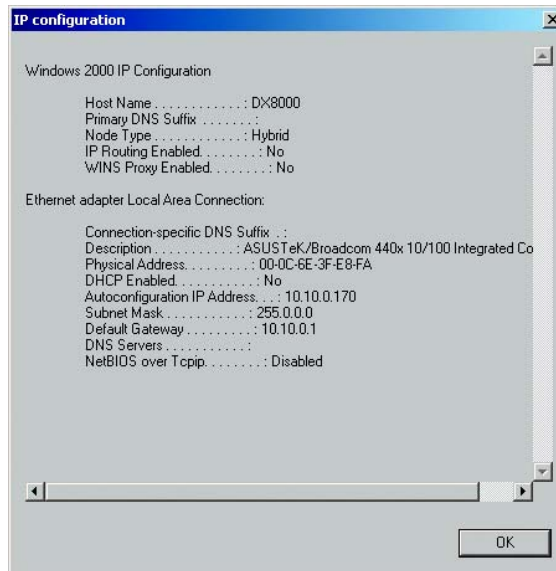 IP configuration
Windows 2000 IP Configuration
Host Name . . . . . . . . . . . . : DX8000
Primary DNS Suffix . . . . . . . :
Node Type . . . . . . . . . . . . : Hybrid
IP Routing Enabled. . . . . . . . : No
WINS Proxy Enabled. . . . . . . . : No
Ethernet adapter Local Area Connection:
Connection-specific DNS Suffix . :
Description . . . . . . . . . . . : ASUSTeK/Broadcom 440x 10/100 Integrated Co
Physical Address. . . . . . . . . : 00-0C-6E-3F-E8-FA
DHCP Enabled. . . . . . . . . . . : No
Autoconfiguration IP Address. . . : 10.10.0.170
Subnet Mask . . . . . . . . . . . : 255.0.0.0
Default Gateway . . . . . . . . . : 10.10.0.1
DNS Servers . . . . . . . . . . . :
NetBIOS over Tcpip. . . . . . . . : Disabled
OK